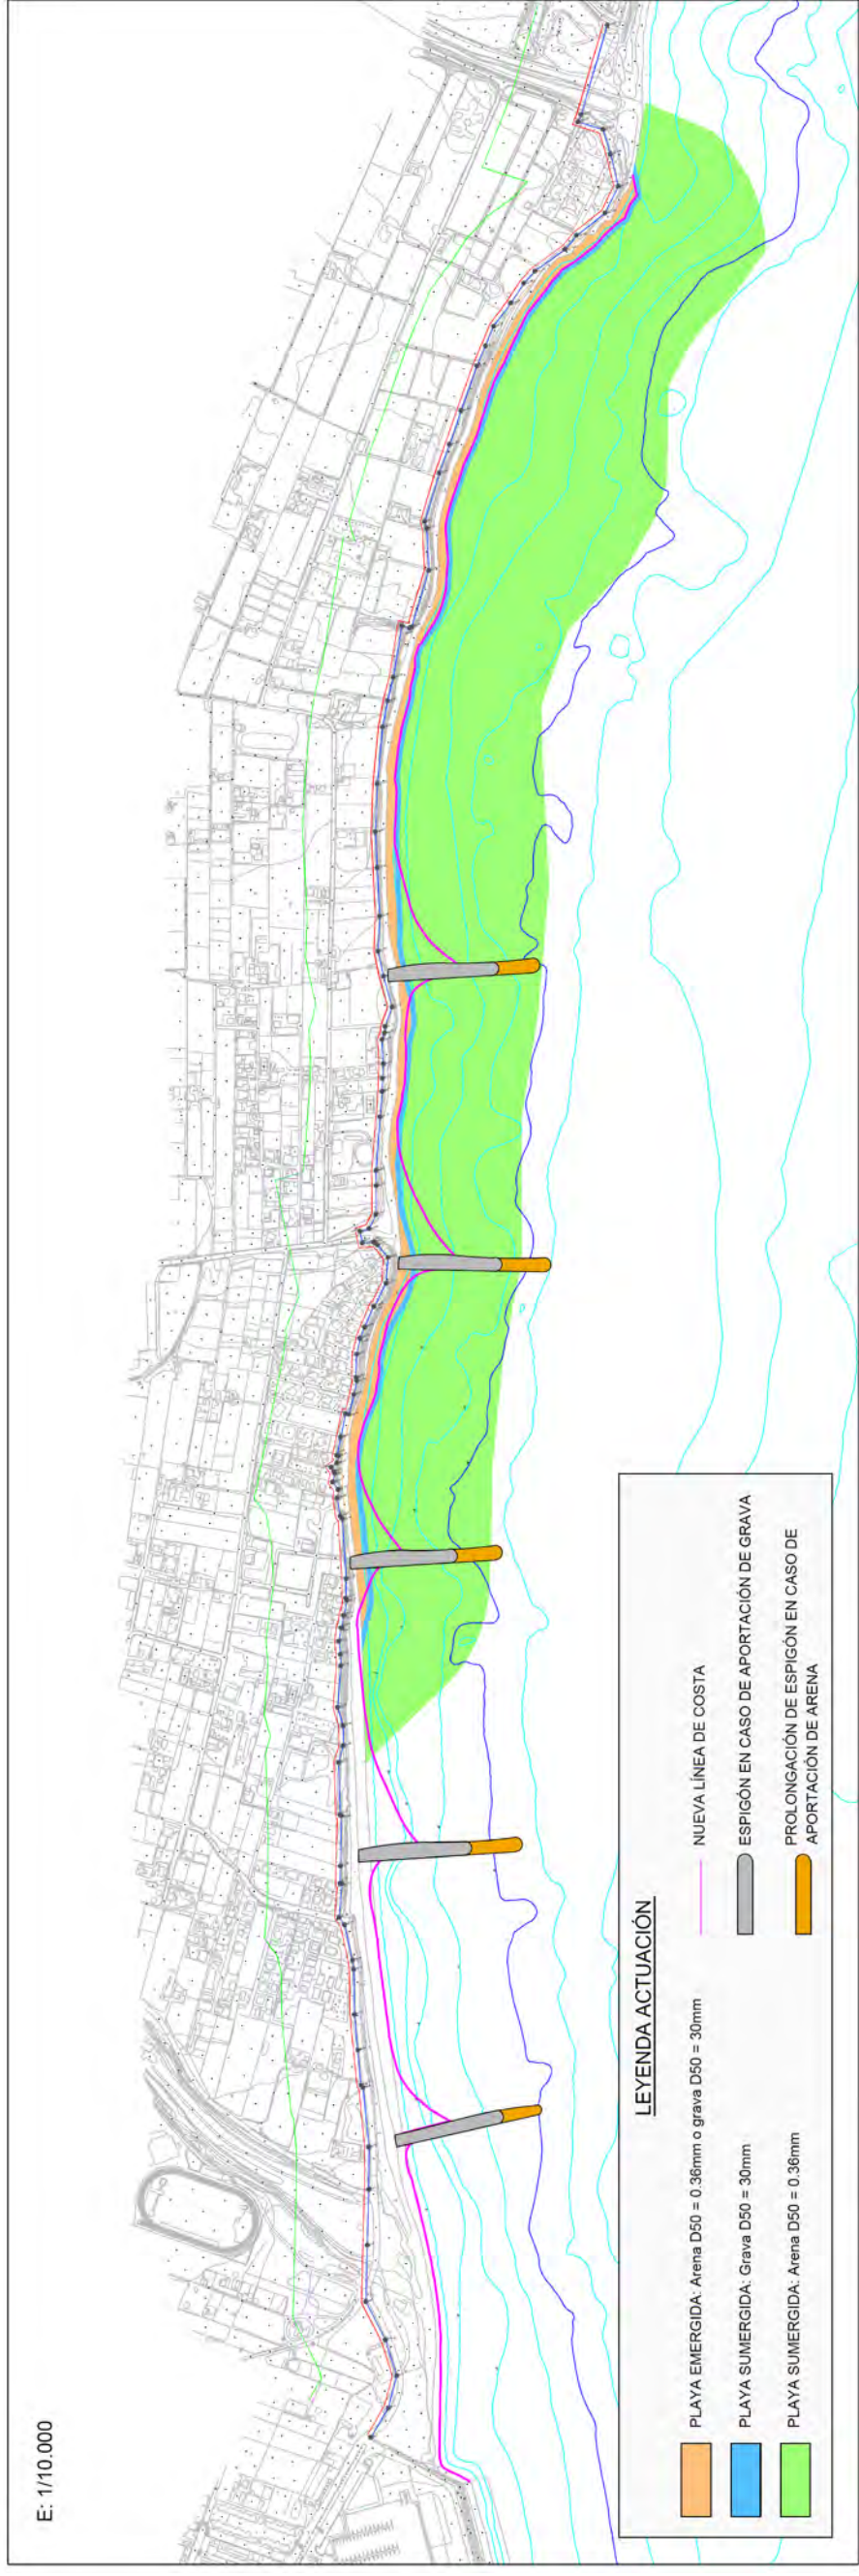 E: 1/10.000
LEYENDA ACTUACIÓN
PLAYA EMERGIDA: Arena D50 = 0.36mm o grava D50 = 30mm
PLAYA SUMERGIDA: Grava D50 = 30mm
PLAYA SUMERGIDA: Arena D50 = 0.36mm
NUEVA LÍNEA DE COSTA
ESPIGÓN EN CASO DE APORTACIÓN DE GRAVA
PROLONGACIÓN DE ESPIGÓN EN CASO DE
APORTACIÓN DE ARENA